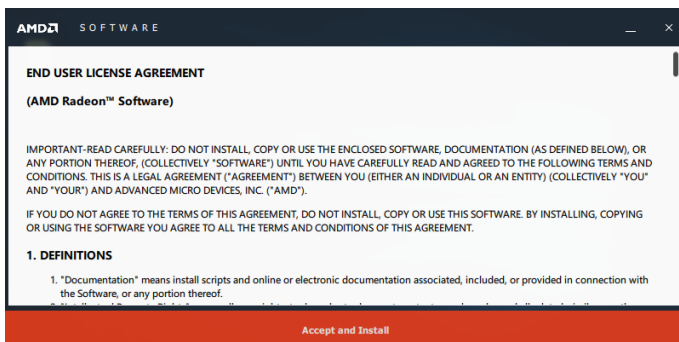 AMD SOFTWARE
END USER LICENSE AGREEMENT
(AMD Radeon™ Software)
IMPORTANT-READ CAREFULLY: DO NOT INSTALL, COPY OR USE THE ENCLOSED SOFTWARE, DOCUMENTATION (AS DEFINED BELOW), OR
ANY PORTION THEREOF, (COLLECTIVELY "SOFTWARE") UNTIL YOU HAVE CAREFULLY READ AND AGREED TO THE FOLLOWING TERMS AND
CONDITIONS. THIS IS A LEGAL AGREEMENT ("AGREEMENT") BETWEEN YOU (EITHER AN INDIVIDUAL OR AN ENTITY) (COLLECTIVELY "YOU"
AND "YOUR") AND ADVANCED MICRO DEVICES, INC. ("AMD").
IF YOU DO NOT AGREE TO THE TERMS OF THIS AGREEMENT, DO NOT INSTALL, COPY OR USE THIS SOFTWARE. BY INSTALLING, COPYING
OR USING THE SOFTWARE YOU AGREE TO ALL THE TERMS AND CONDITIONS OF THIS AGREEMENT.
1. DEFINITIONS
1. "Documentation" means install scripts and online or electronic documentation associated, included, or provided in connection with
the Software, or any portion thereof.
Accept and Install